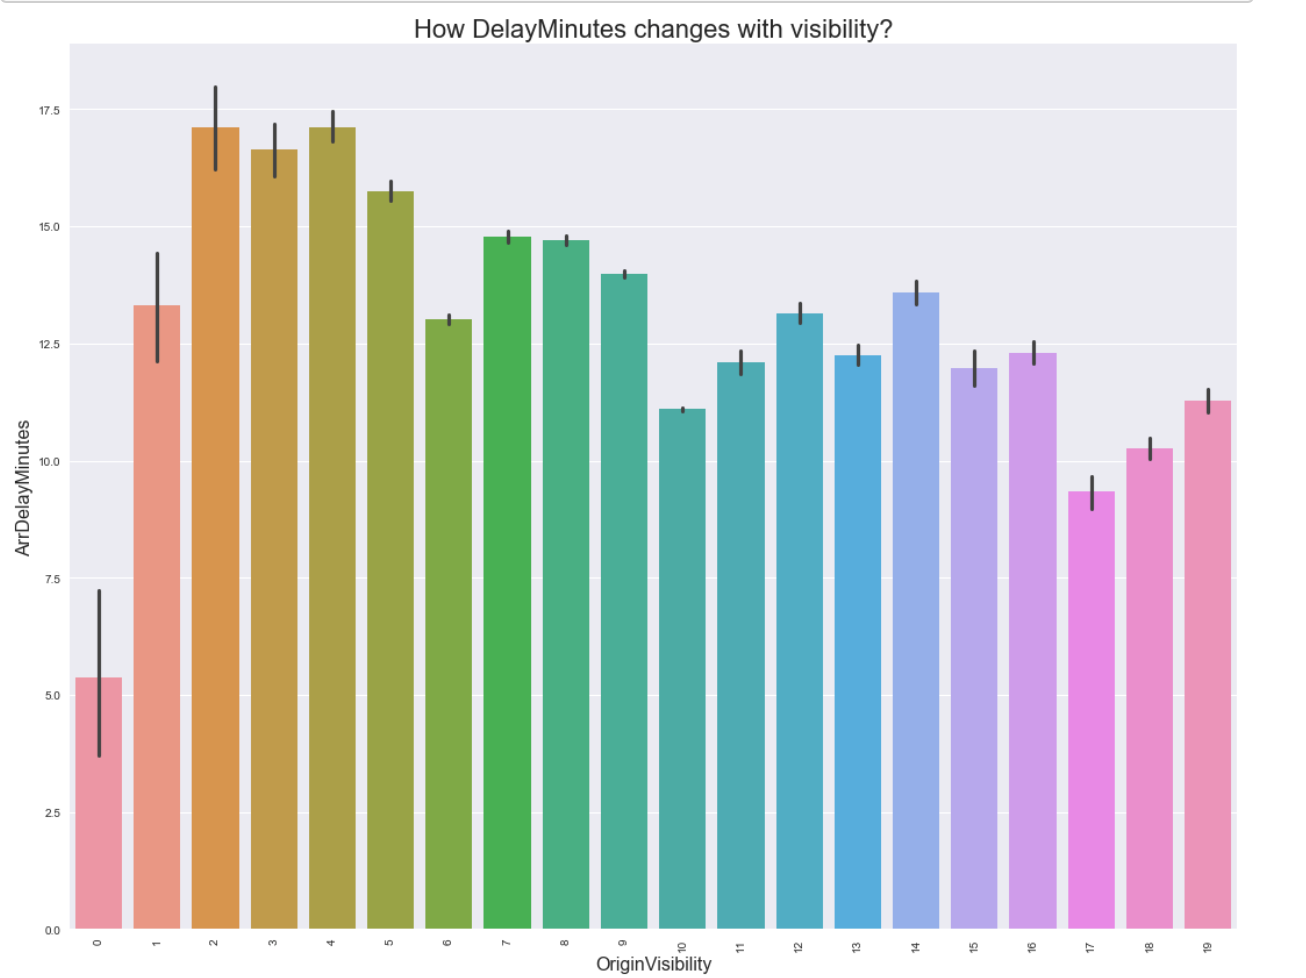 How DelayMinutes changes with visibility?
17.5
15.0
12.5
10.0
7.5
5.0
2.5
0.0
ArrDelayMinutes
0 1 2 3 4 5 6 7 8 9 10 11 12 13 14 15 16 17 18 19
OriginVisibility